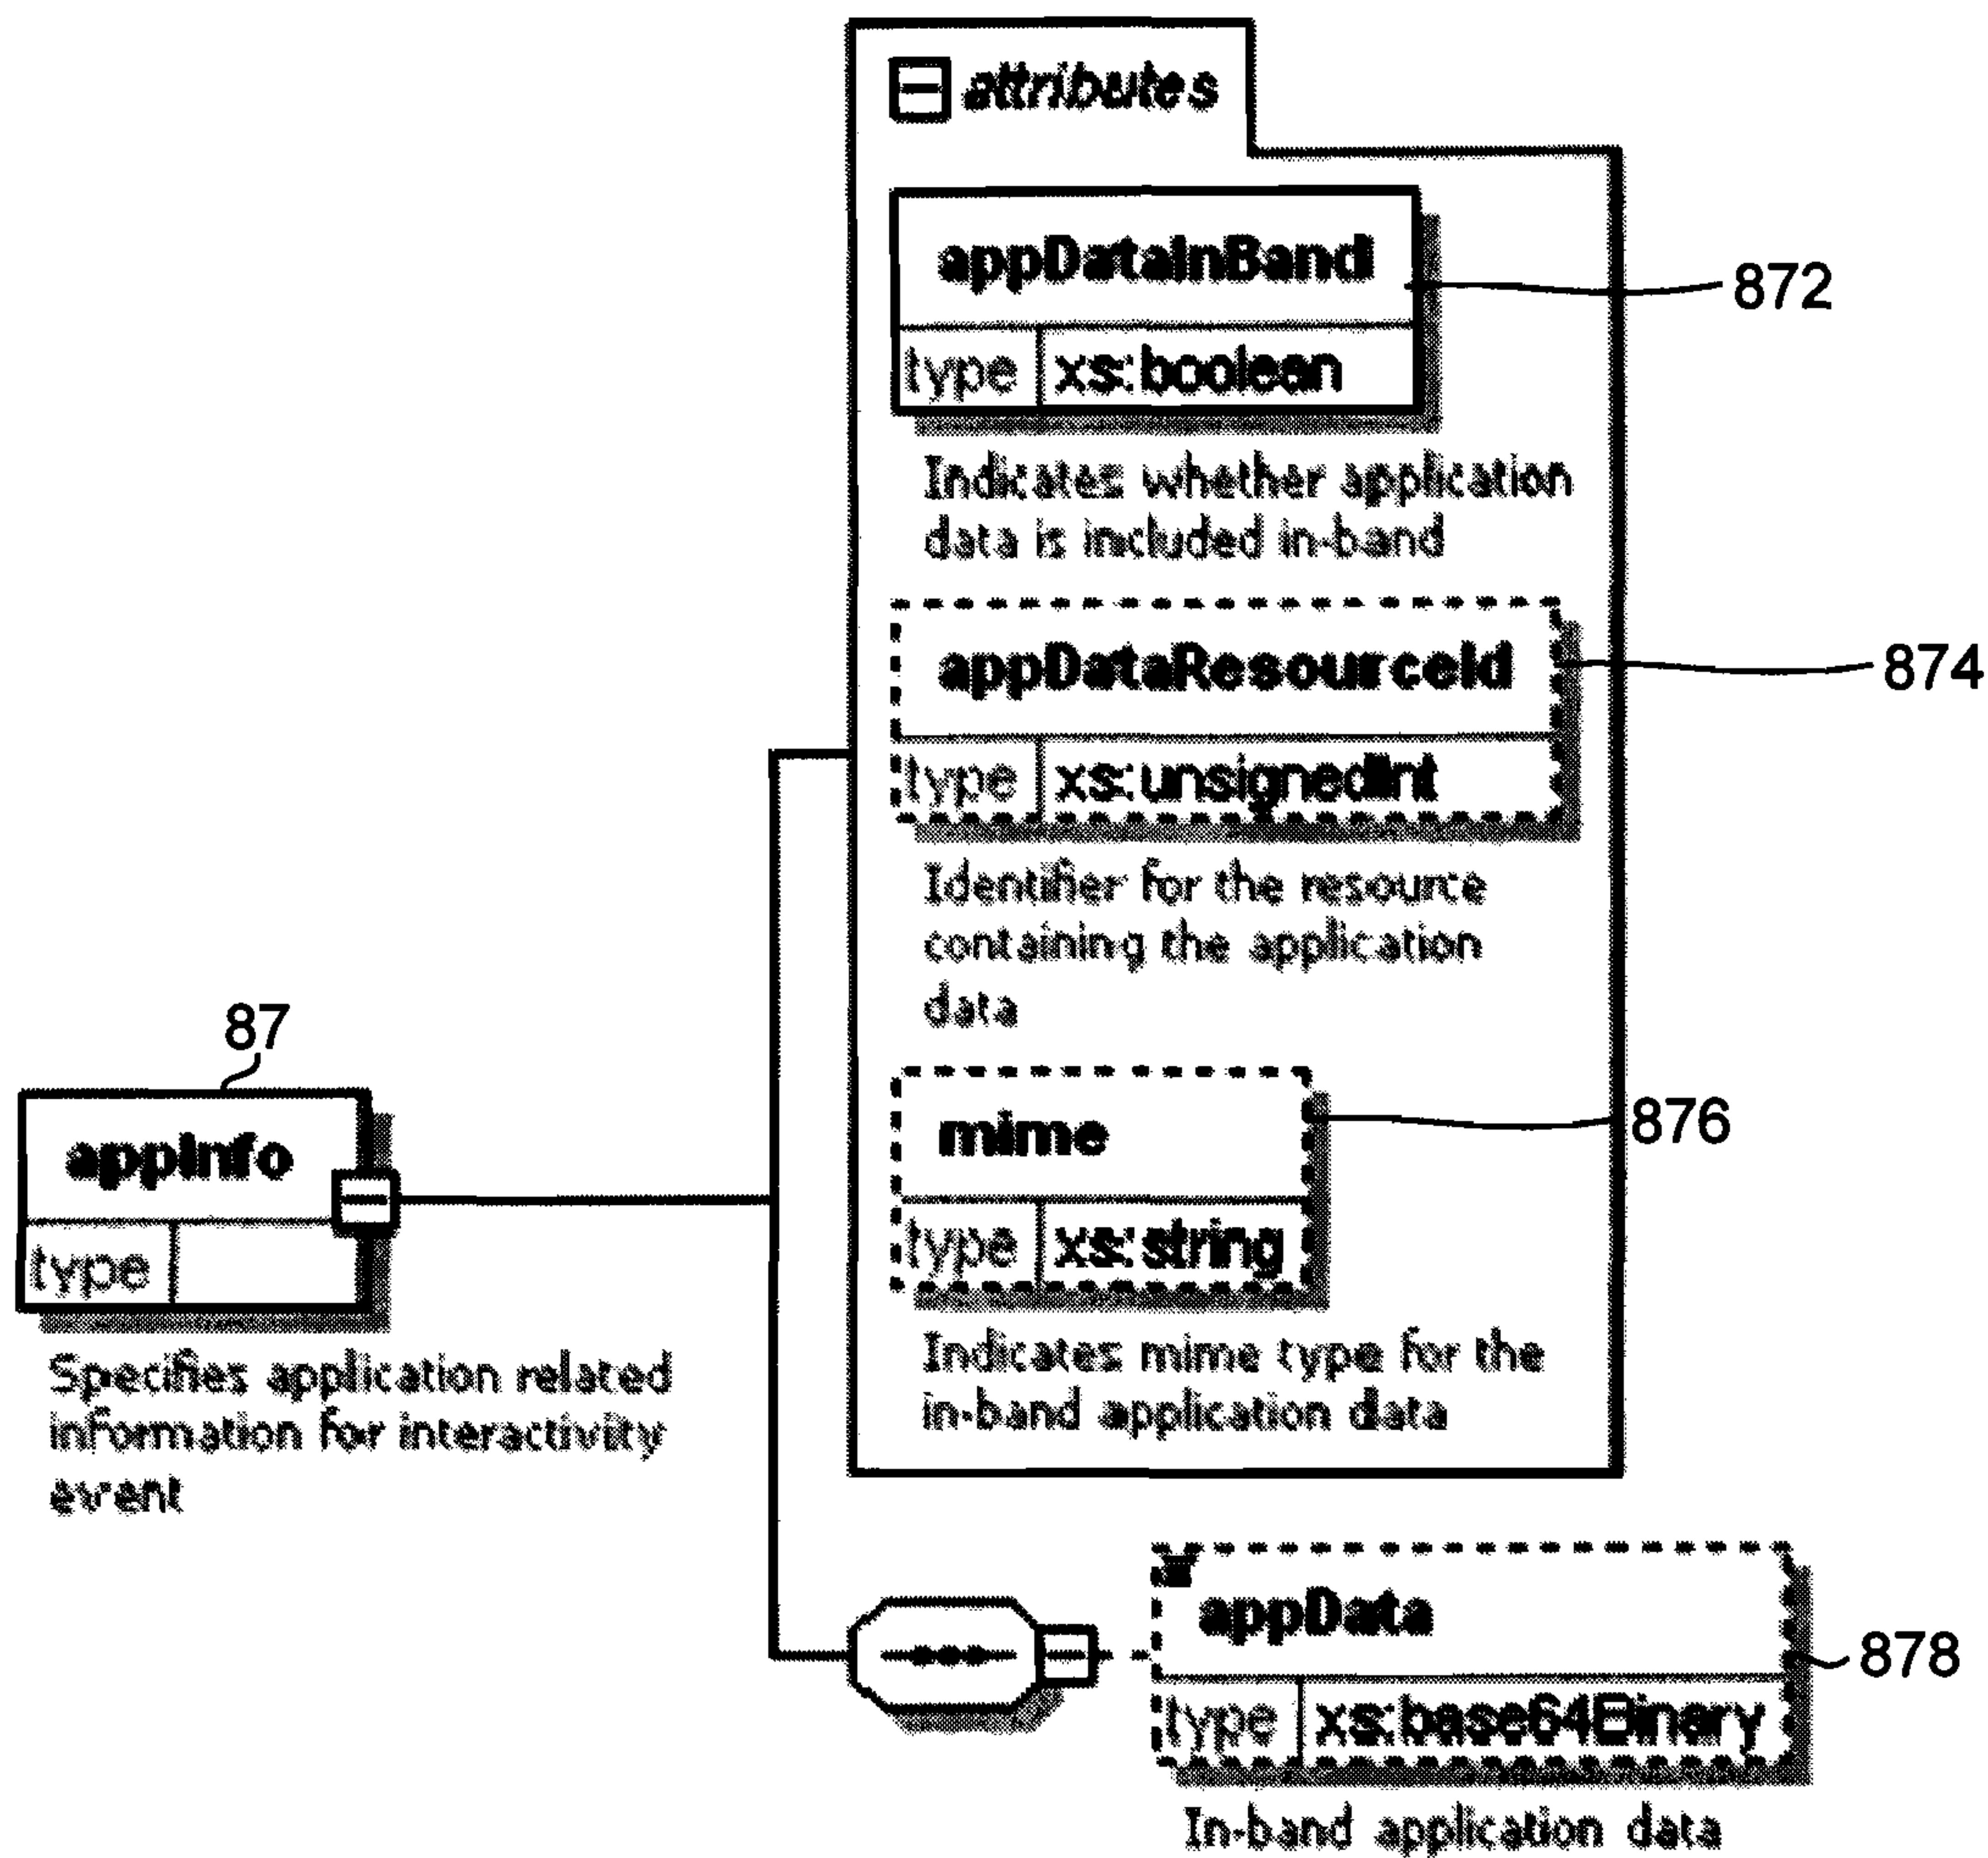 attributes
appDataInBand
872
type xs:boolean
Indicates whether application
data is included in-band
appDataResourceId
874
type xs:unsignedInt
Identifier for the resource
containing the application
data
87
mime
876
appInfo
type xs:string
type
Indicates mime type for the
in-band application data
Specifies application related
information for interactivity
event
appData
878
type xs:base64Binary
In-band application data